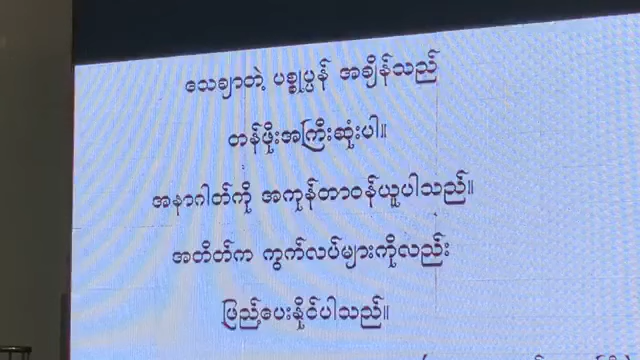 သေချာတဲ့ ပစ္စုပ္ပန် အချိန်သည်
တန်ဖိုးအကြီးဆုံးပါ။
အနာဂါတ်ကို အကုန်တာဝန်ယူပါသည်။
အတိတ်က ကွက်လပ်များကိုလည်း
ဖြည့်ပေးနိုင်ပါသည်။